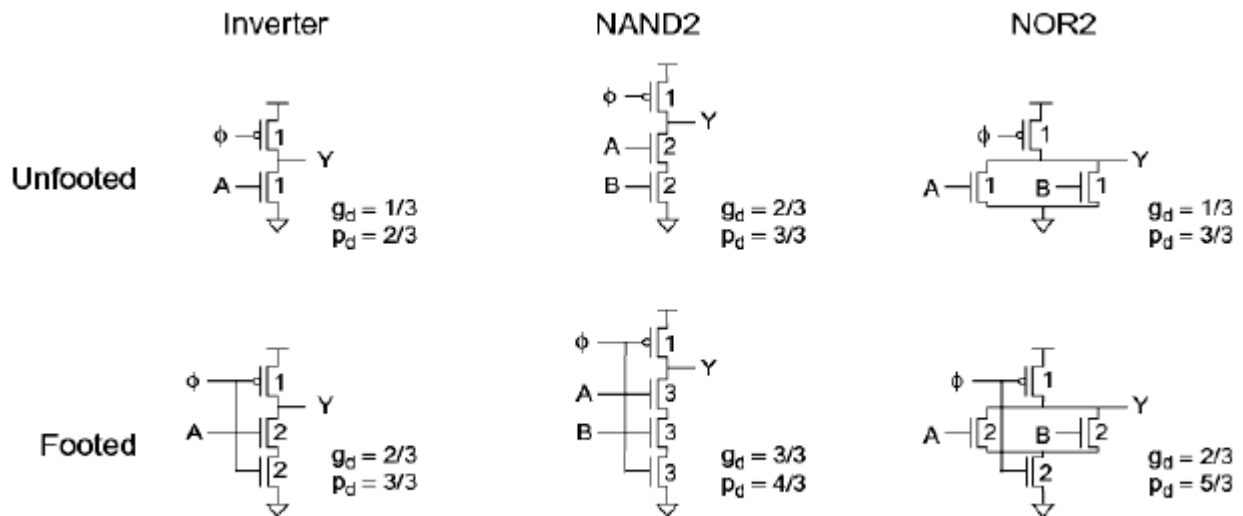 Inverter NAND2 NOR2
Unfooted
ϕ 1 Y
A 1
g_d = 1/3
p_d = 2/3
ϕ 1 Y
A 2
B 2
g_d = 2/3
p_d = 3/3
ϕ 1 Y
A 1 B 1
g_d = 1/3
p_d = 3/3
Footed
ϕ 1 Y
A 2
2
g_d = 2/3
p_d = 3/3
ϕ 1 Y
A 3
B 3
3
g_d = 3/3
p_d = 4/3
ϕ 1 Y
A 2 B 2
2
g_d = 2/3
p_d = 5/3